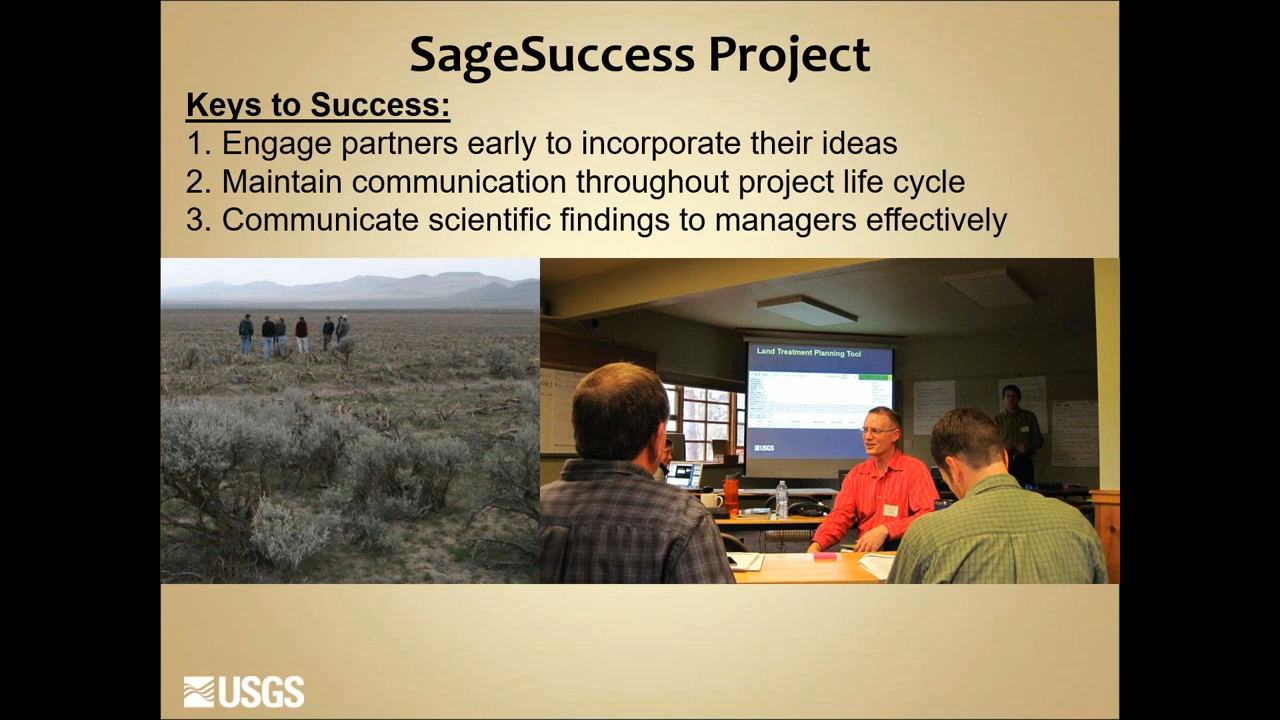 SageSuccess Project
Keys to Success:
1. Engage partners early to incorporate their ideas
2. Maintain communication throughout project life cycle
3. Communicate scientific findings to managers effectively
Land Treatment Planning Tool
USGS
USGS